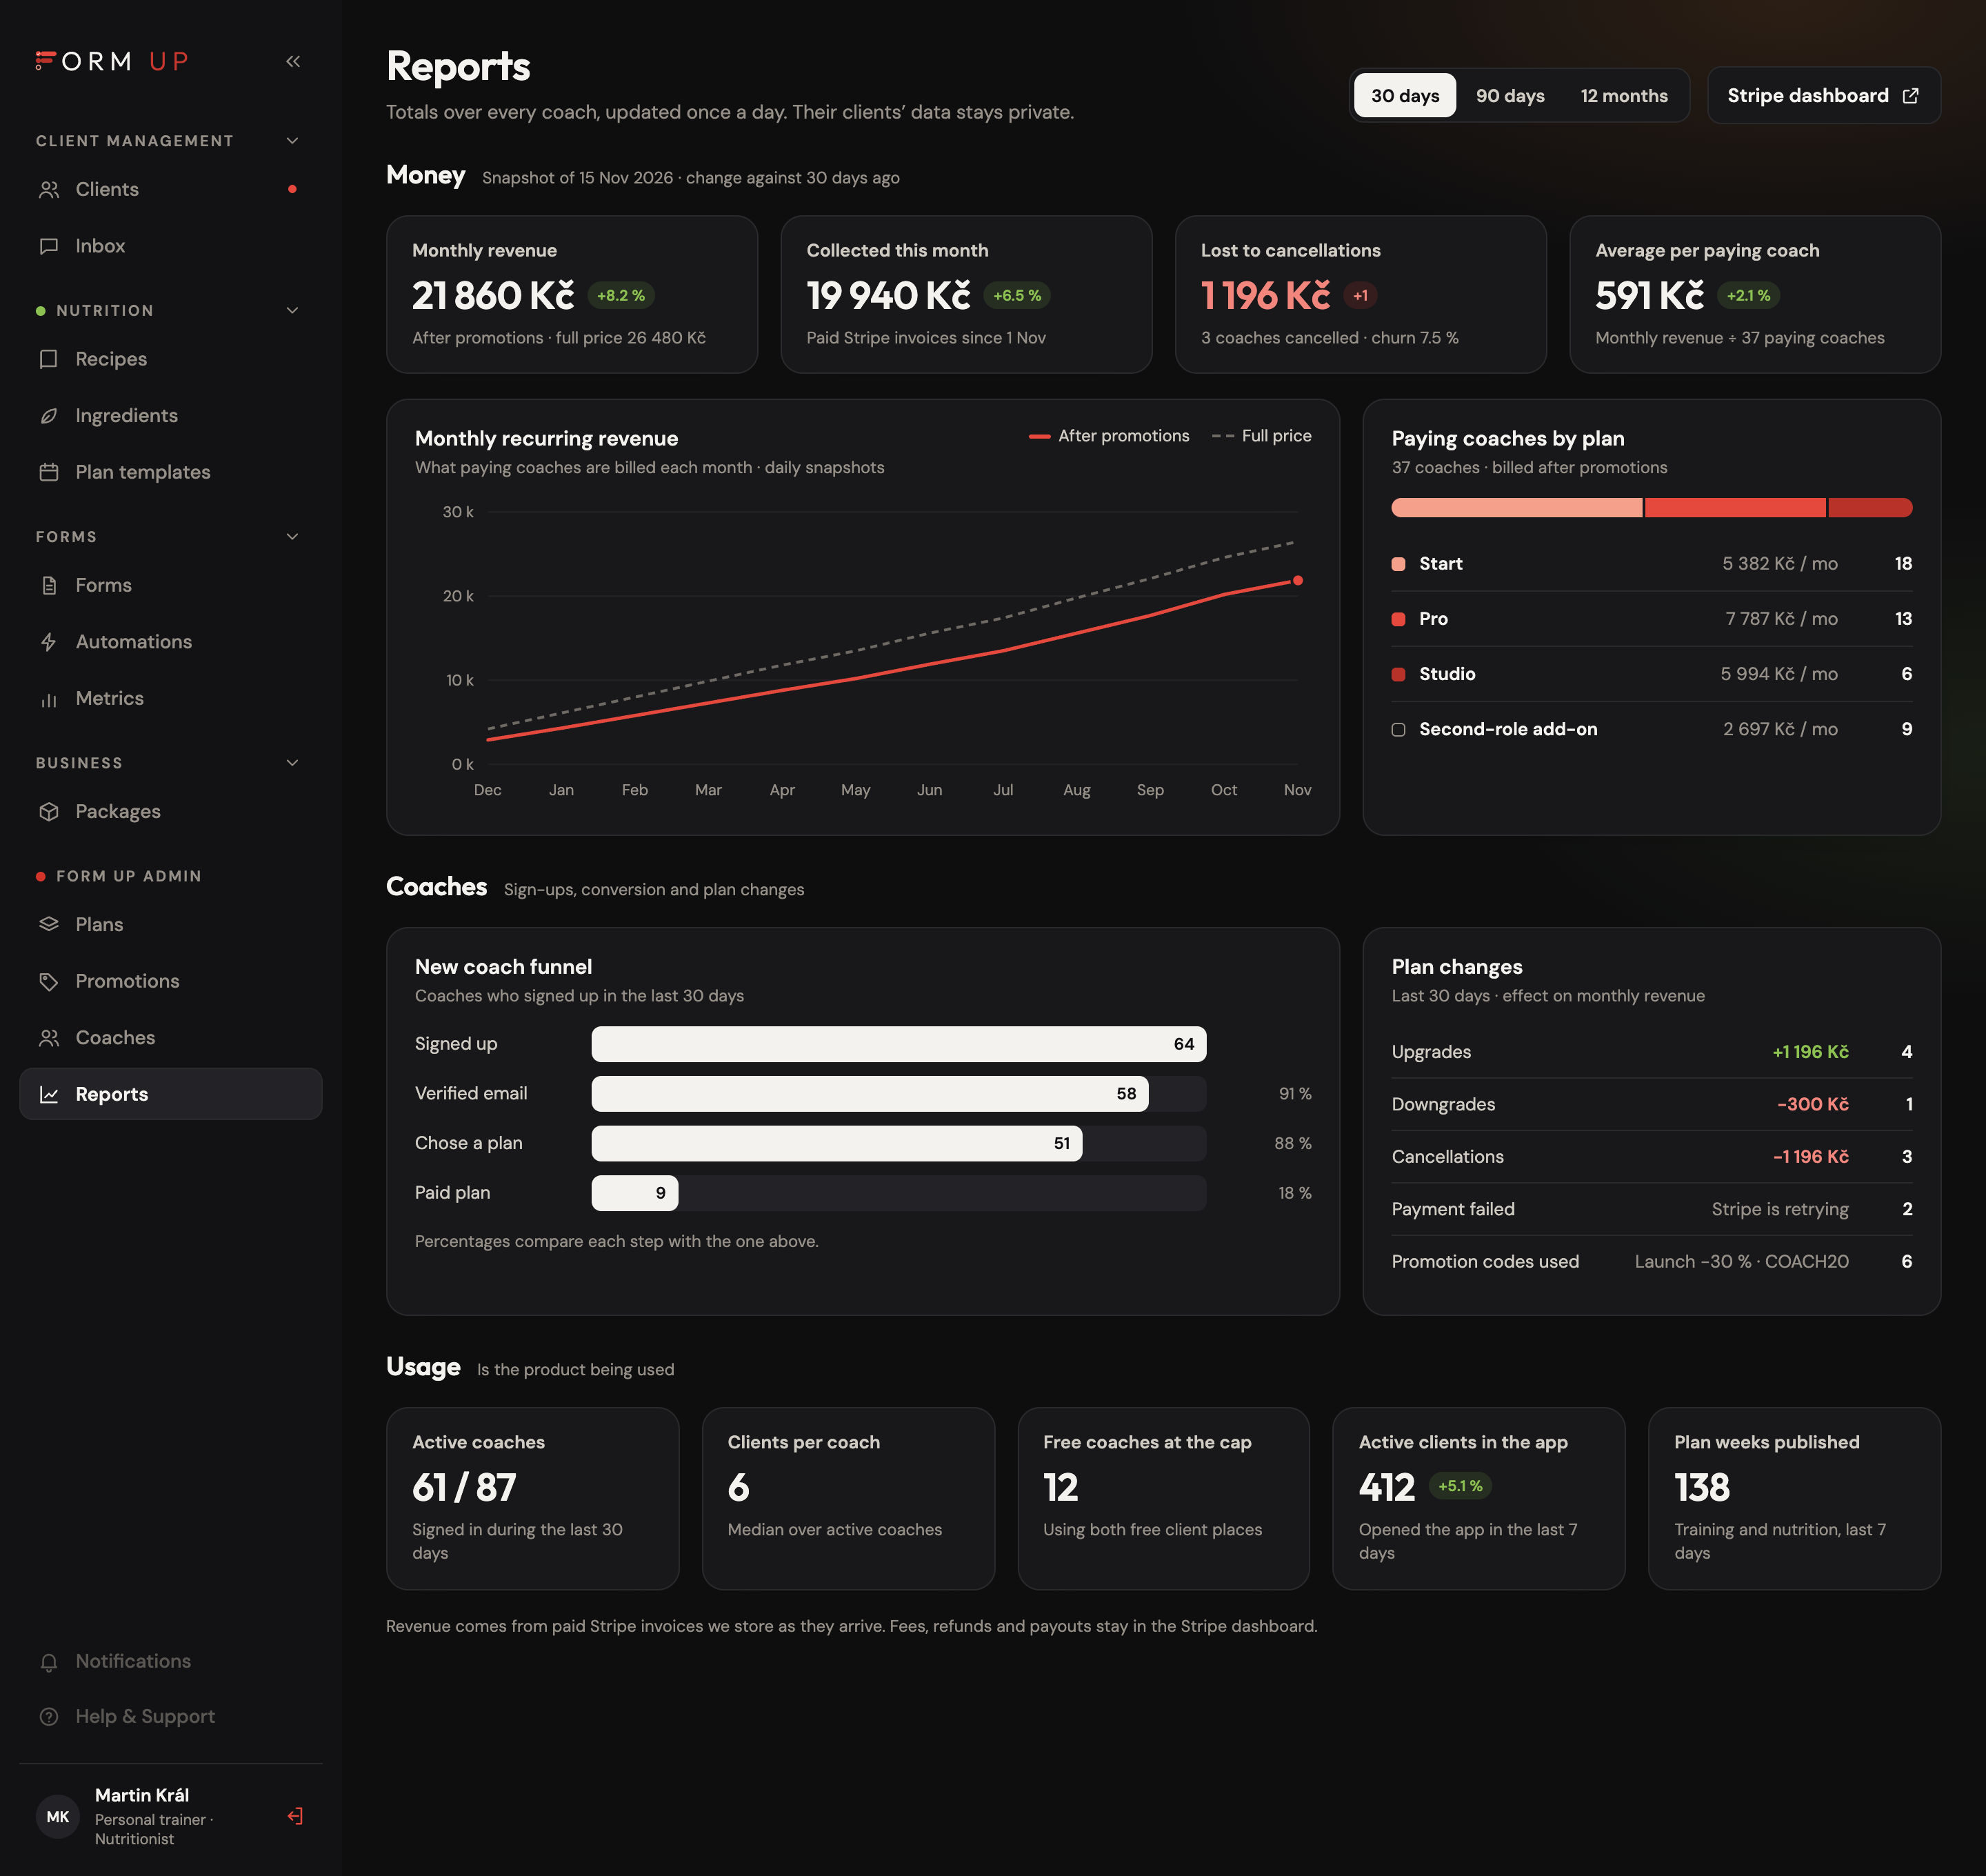 FORM UP
CLIENT MANAGEMENT
Clients
Inbox
NUTRITION
Recipes
Ingredients
Plan templates
FORMS
Forms
Automations
Metrics
BUSINESS
Packages
FORM UP ADMIN
Plans
Promotions
Coaches
Reports
Notifications
Help & Support
MK
Martin Král
Personal trainer ·
Nutritionist
Reports
Totals over every coach, updated once a day. Their clients’ data stays private.
30 days 90 days 12 months
Stripe dashboard
Money Snapshot of 15 Nov 2026 · change against 30 days ago
Monthly revenue
21 860 Kč +8.2 %
After promotions · full price 26 480 Kč
Collected this month
19 940 Kč +6.5 %
Paid Stripe invoices since 1 Nov
Lost to cancellations
1 196 Kč +1
3 coaches cancelled · churn 7.5 %
Average per paying coach
591 Kč +2.1 %
Monthly revenue ÷ 37 paying coaches
Monthly recurring revenue
What paying coaches are billed each month · daily snapshots
After promotions Full price
30 k
20 k
10 k
0 k
Dec Jan Feb Mar Apr May Jun Jul Aug Sep Oct Nov
Paying coaches by plan
37 coaches · billed after promotions
Start 5 382 Kč / mo 18
Pro 7 787 Kč / mo 13
Studio 5 994 Kč / mo 6
Second-role add-on 2 697 Kč / mo 9
Coaches Sign-ups, conversion and plan changes
New coach funnel
Coaches who signed up in the last 30 days
Signed up 64
Verified email 58 91 %
Chose a plan 51 88 %
Paid plan 9 18 %
Percentages compare each step with the one above.
Plan changes
Last 30 days · effect on monthly revenue
Upgrades +1 196 Kč 4
Downgrades −300 Kč 1
Cancellations −1 196 Kč 3
Payment failed Stripe is retrying 2
Promotion codes used Launch −30 % · COACH20 6
Usage Is the product being used
Active coaches
61 / 87
Signed in during the last 30
days
Clients per coach
6
Median over active coaches
Free coaches at the cap
12
Using both free client places
Active clients in the app
412 +5.1 %
Opened the app in the last 7
days
Plan weeks published
138
Training and nutrition, last 7
days
Revenue comes from paid Stripe invoices we store as they arrive. Fees, refunds and payouts stay in the Stripe dashboard.